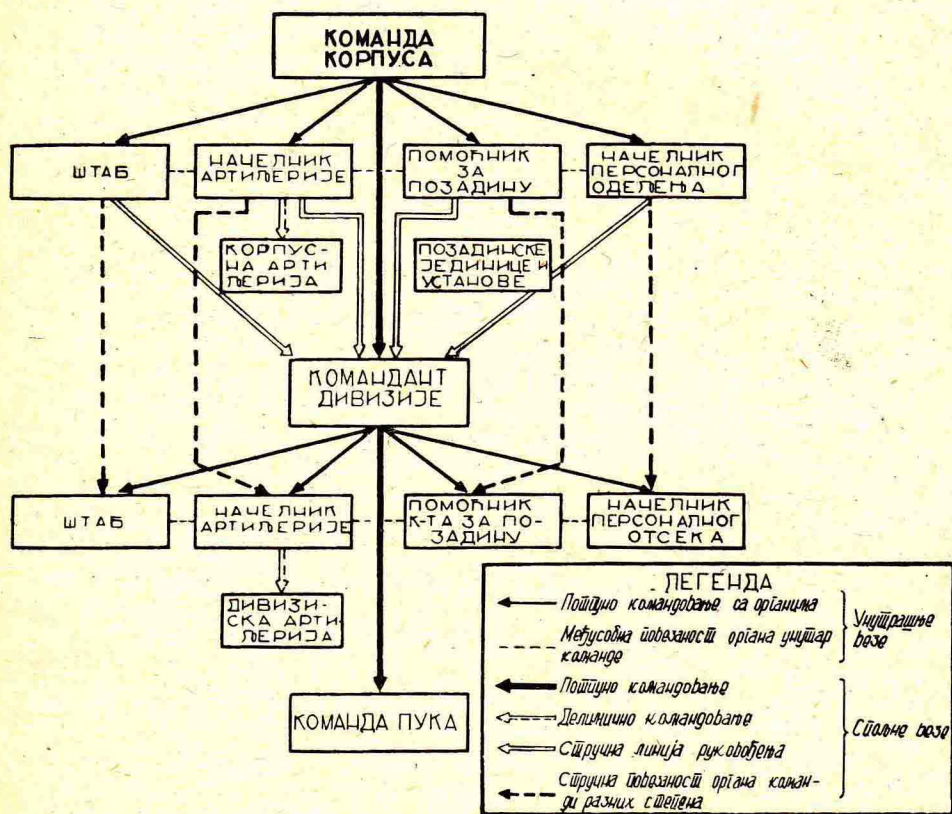 КОМАНДА
КОРПУСА
ШТАБ
НАЧЕЛНИК
АРТИЉЕРИЈЕ
ПОМОЋНИК
ЗА
ПОЗАДИНУ
НАЧЕЛНИК
ПЕРСОНАЛНОГ
ОДЕЉЕЊА
КОРПУС-
НА АРТИ
ЉЕРИЈА
ПОЗАДИНСКЕ
ЈЕДИНИЦЕ И
УСТАНОВЕ
КОМАНДАНТ
ДИВИЗИЈЕ
ШТАБ
НАЧЕЛНИК
АРТИЉЕРИЈЕ
ПОМОЋНИК
К-ТА ЗА ПО-
ЗАДИНУ
НАЧЕЛНИК
ПЕРСОНАЛНОГ
ОТСЕКА
ДИВИЗИ-
СКА АРТИ-
ЉЕРИЈА
КОМАНДА ПУКА
ЛЕГЕНДА
Потпуно командовање са органима
Међусобна повезаност органа унутар
команде
Унутрашње
везе
Потпуно командовање
Делимично командовање
Стручна линија руковођења
Стручна повезаност органа коман-
ди разних степена
Спољне везе